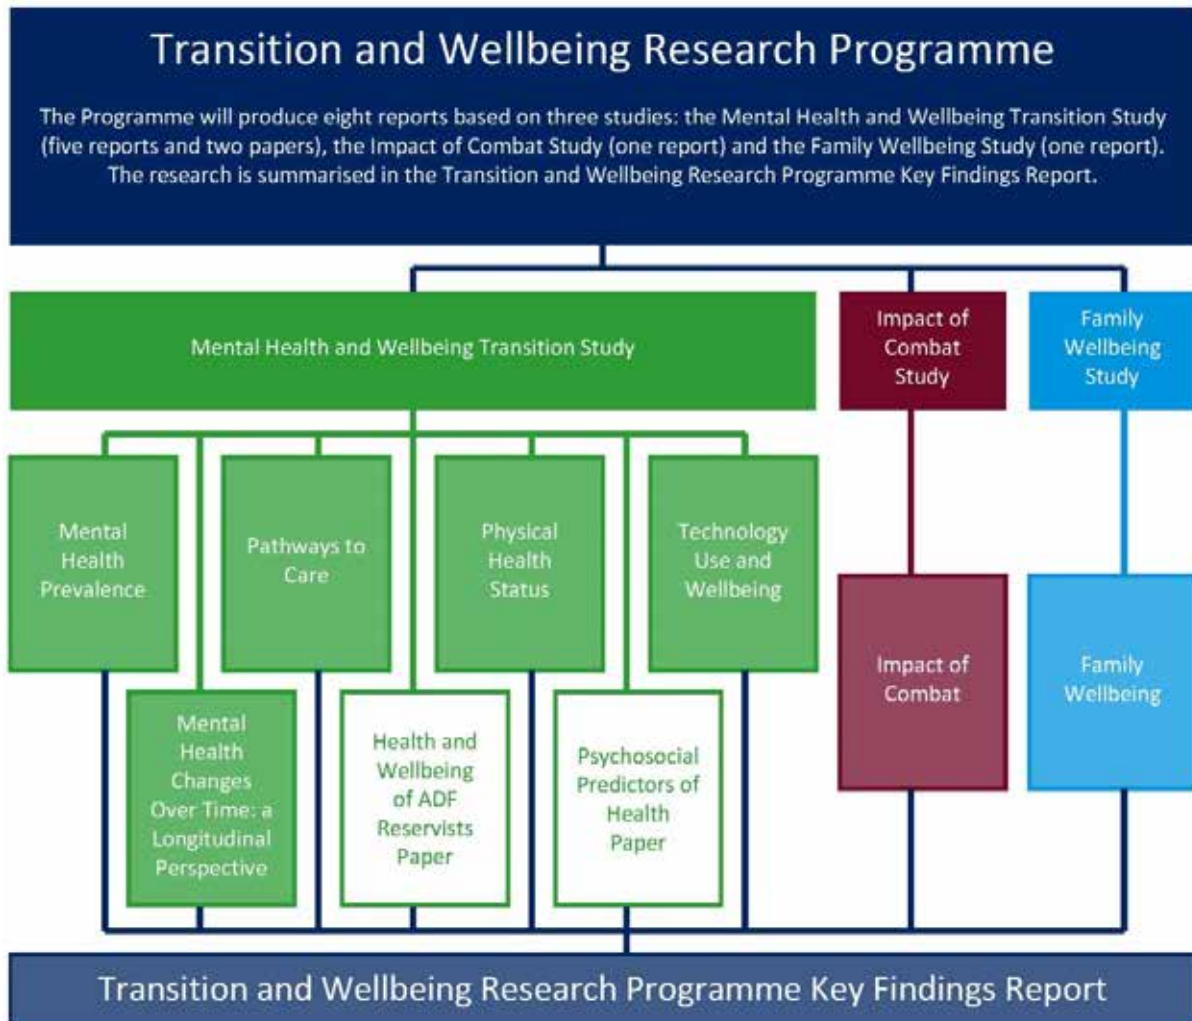 Transition and Wellbeing Research Programme
The Programme will produce eight reports based on three studies: the Mental Health and Wellbeing Transition Study
(five reports and two papers), the Impact of Combat Study (one report) and the Family Wellbeing Study (one report).
The research is summarised in the Transition and Wellbeing Research Programme Key Findings Report.
Mental Health and Wellbeing Transition Study
Impact of
Combat
Study
Family
Wellbeing
Study
Mental
Health
Prevalence
Pathways to
Care
Physical
Health
Status
Technology
Use and
Wellbeing
Impact of
Combat
Family
Wellbeing
Mental
Health
Changes
Over Time: a
Longitudinal
Perspective
Health and
Wellbeing
of ADF
Reservists
Paper
Psychosocial
Predictors of
Health
Paper
Transition and Wellbeing Research Programme Key Findings Report